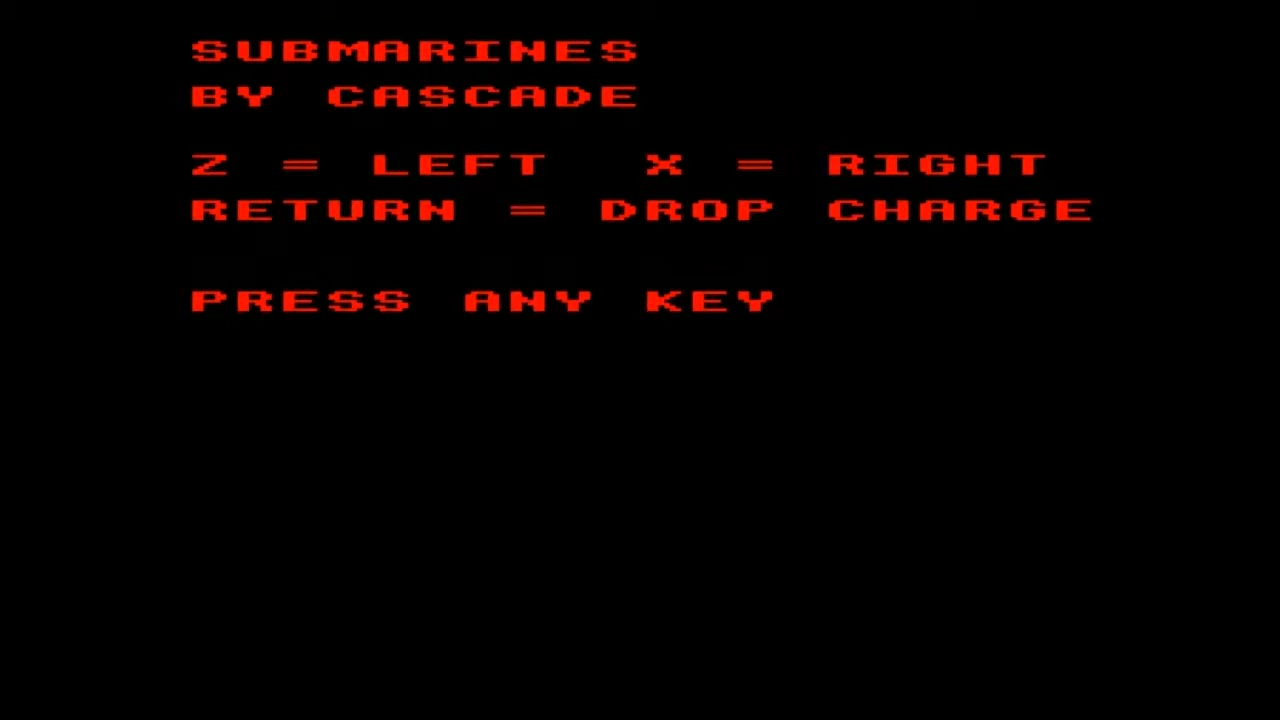 SUBMARINES
BY CASCADE
Z = LEFT  X = RIGHT
RETURN = DROP CHARGE
PRESS ANY KEY